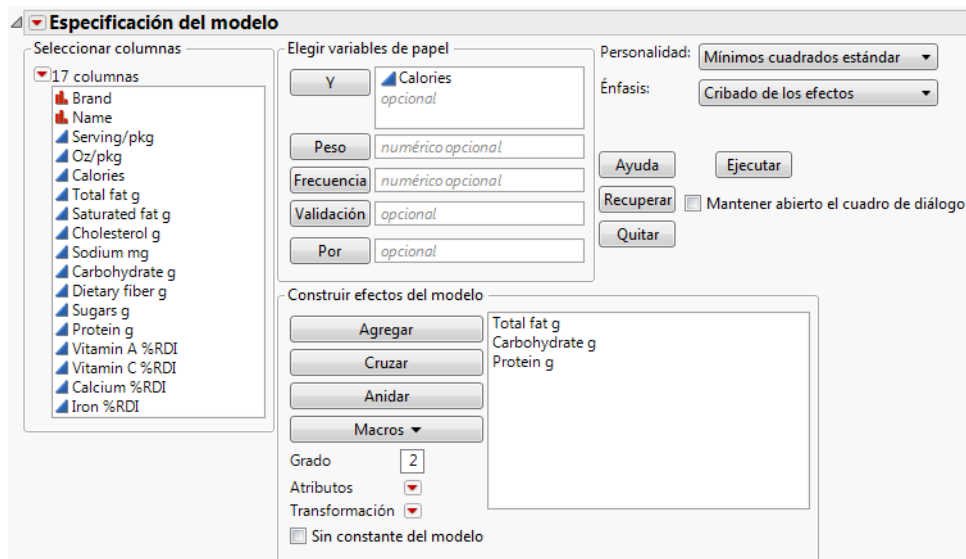 Especificación del modelo
Seleccionar columnas
17 columnas
Brand
Name
Serving/pkg
Oz/pkg
Calories
Total fat g
Saturated fat g
Cholesterol g
Sodium mg
Carbohydrate g
Dietary fiber g
Sugars g
Protein g
Vitamin A %RDI
Vitamin C %RDI
Calcium %RDI
Iron %RDI
Elegir variables de papel
Y
Calories
opcional
Peso
numérico opcional
Frecuencia
numérico opcional
Validación
opcional
Por
opcional
Personalidad:
Mínimos cuadrados estándar
Énfasis:
Cribado de los efectos
Ayuda
Ejecutar
Recuperar
Mantener abierto el cuadro de diálogo
Quitar
Construir efectos del modelo
Agregar
Cruzar
Anidar
Macros
Total fat g
Carbohydrate g
Protein g
Grado
2
Atributos
Transformación
Sin constante del modelo